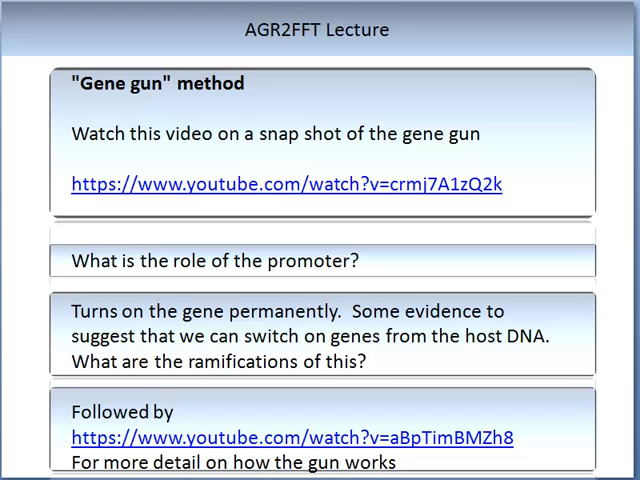 AGR2FFT Lecture
"Gene gun" method
Watch this video on a snap shot of the gene gun
https://www.youtube.com/watch?v=crmj7A1zQ2k
What is the role of the promoter?
Turns on the gene permanently.  Some evidence to
suggest that we can switch on genes from the host DNA.
What are the ramifications of this?
Followed by
https://www.youtube.com/watch?v=aBpTimBMZh8
For more detail on how the gun works